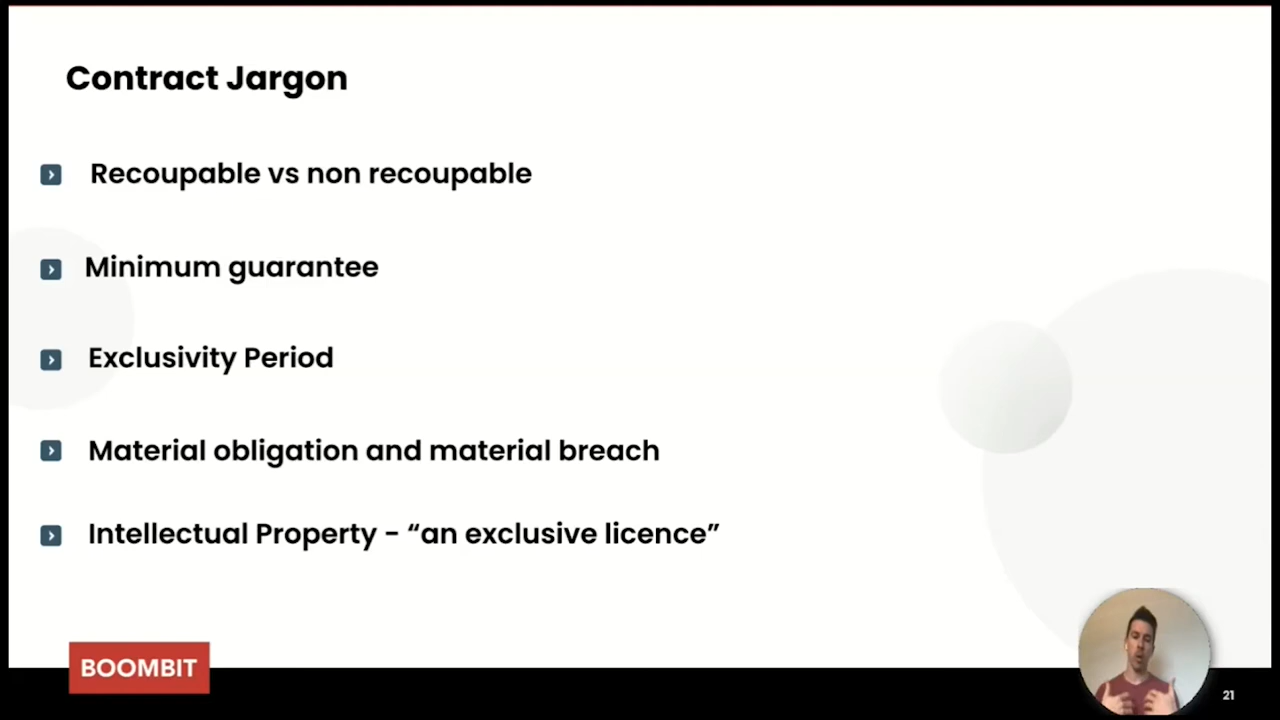 Contract Jargon
Recoupable vs non recoupable
Minimum guarantee
Exclusivity Period
Material obligation and material breach
Intellectual Property - “an exclusive licence”
BOOMBIT
21